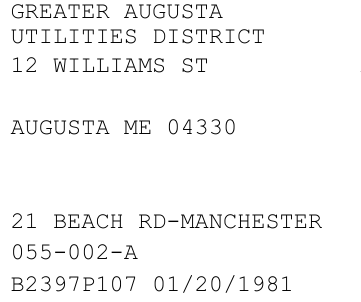 GREATER AUGUSTA
UTILITIES DISTRICT
12 WILLIAMS ST
AUGUSTA ME 04330
21 BEACH RD-MANCHESTER
055-002-A
B2397P107 01/20/1981